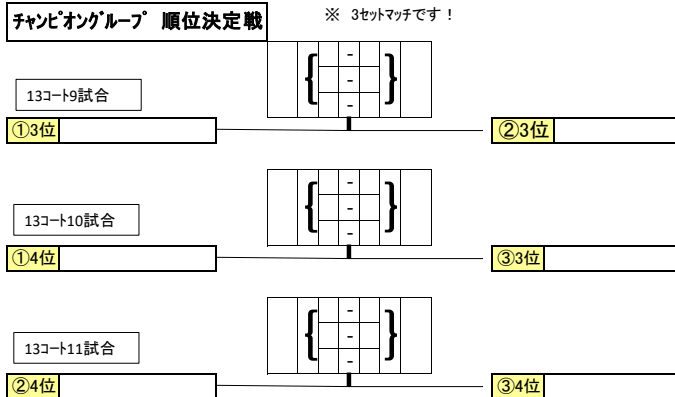 チャンピオングループ 順位決定戦
※ 3セットマッチです！
-
-
-
13コート9試合
①3位
②3位
-
-
-
13コート10試合
①4位
③3位
-
-
-
13コート11試合
②4位
③4位